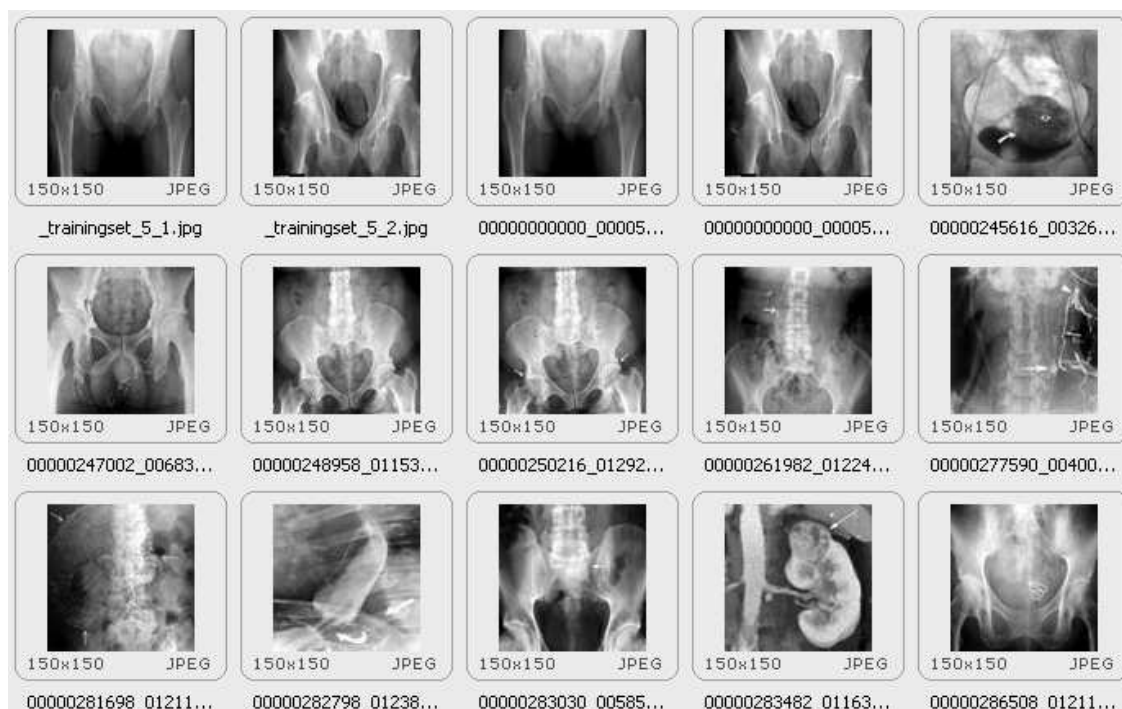 150x150 JPEG 150x150 JPEG 150x150 JPEG 150x150 JPEG 150x150 JPEG
_trainingset_5_1.jpg _trainingset_5_2.jpg 00000000000_00005... 00000000000_00005... 00000245616_00326...
150x150 JPEG 150x150 JPEG 150x150 JPEG 150x150 JPEG 150x150 JPEG
00000247002_00683... 00000248958_01153... 00000250216_01292... 00000261982_01224... 00000277590_00400...
150x150 JPEG 150x150 JPEG 150x150 JPEG 150x150 JPEG 150x150 JPEG
00000281698_01211... 00000282798_01238... 00000283030_00585... 00000283482_01163... 00000286508_01211...